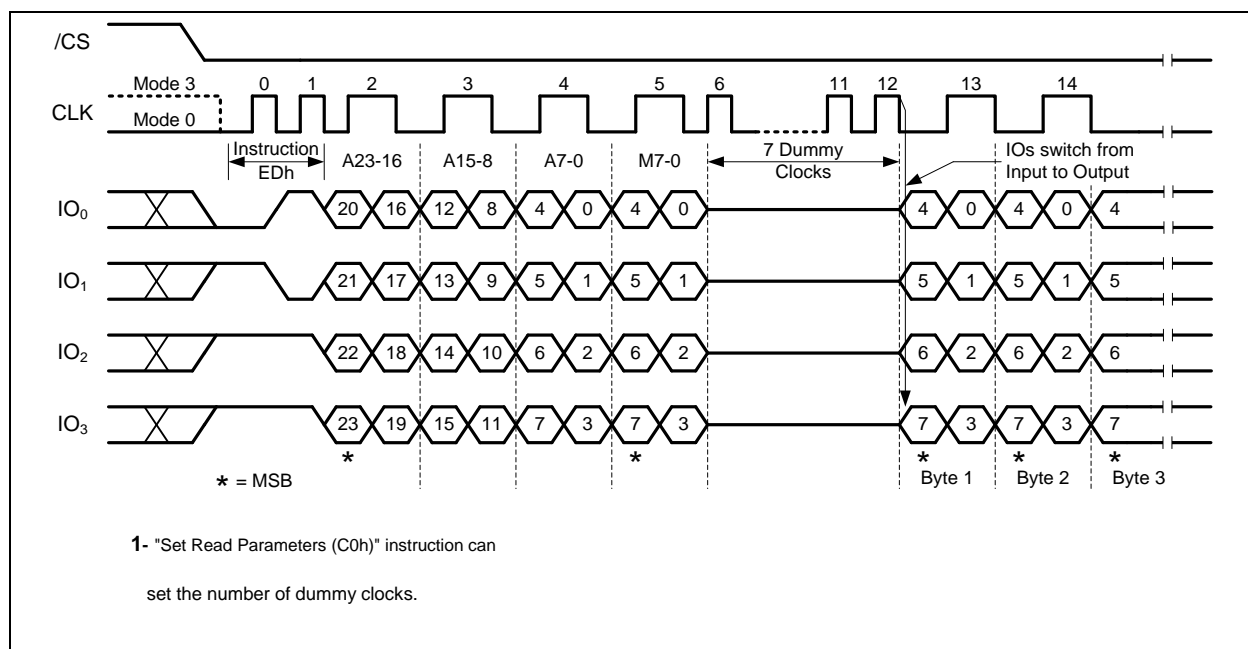 /CS
Mode 3 0 1 2 3 4 5 6 11 12 13 14
CLK
Mode 0
Instruction
EDh
A23-16 A15-8 A7-0 M7-0
7 Dummy
Clocks
IOs switch from
Input to Output
IO₀ 20 16 12 8 4 0 4 0 4 0 4 0 4
IO₁ 21 17 13 9 5 1 5 1 5 1 5 1 5
IO₂ 22 18 14 10 6 2 6 2 6 2 6 2 6
IO₃ 23 19 15 11 7 3 7 3 7 3 7 3 7
* * * * *
* = MSB
Byte 1 Byte 2 Byte 3
1- "Set Read Parameters (C0h)" instruction can
set the number of dummy clocks.